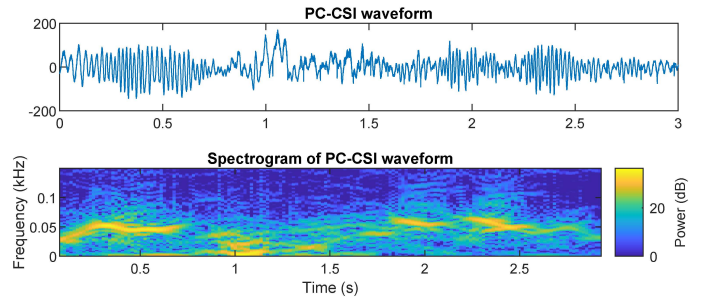 PC-CSI waveform
200
0
-200
0 0.5 1 1.5 2 2.5 3
Spectrogram of PC-CSI waveform
Frequency (kHz)
0.1
0.05
0
0.5 1 1.5 2 2.5
Time (s)
20
0
Power (dB)